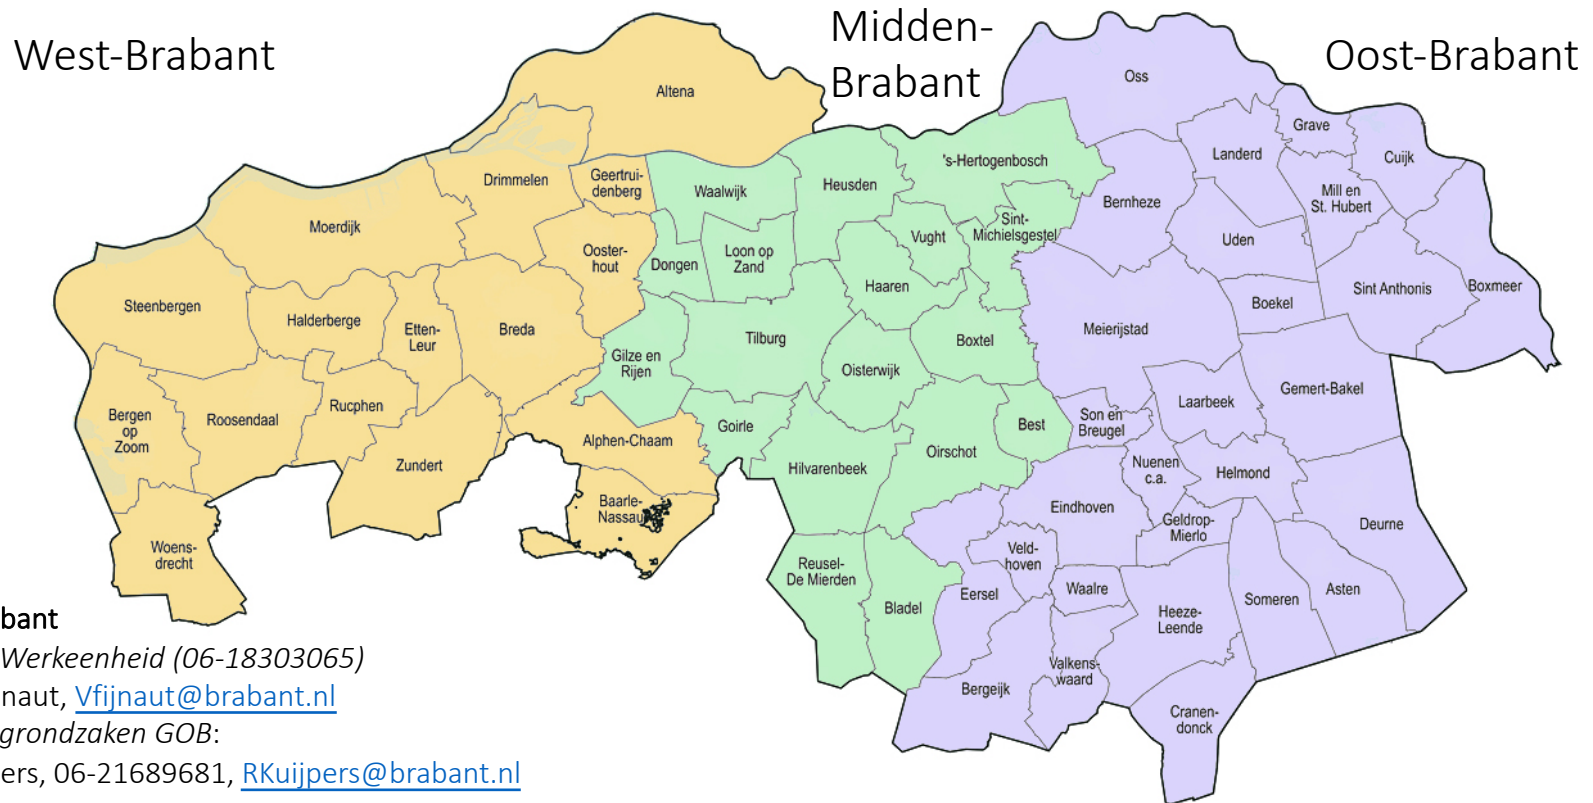 West-Brabant
Midden-
Brabant
Oost-Brabant
Altena
Oss
Grave
Cuijk
Landerd
's-Hertogenbosch
Drimmelen
Geertrui-
denberg
Waalwijk
Heusden
Mill en
St. Hubert
Bernheze
Moerdijk
Sint-
Michielsgestel
Vught
Uden
Ooster-
hout
Dongen
Loon op
Zand
Haaren
Sint Anthonis
Boxmeer
Boekel
Steenbergen
Halderberge
Etten-
Leur
Breda
Tilburg
Boxtel
Meierijstad
Gilze en
Rijen
Oisterwijk
Gemert-Bakel
Laarbeek
Bergen
op
Zoom
Roosendaal
Rucphen
Goirle
Best
Son en
Breugel
Alphen-Chaam
Oirschot
Zundert
Hilvarenbeek
Nuenen
c.a.
Helmond
Baarle-
Nassau
Eindhoven
Geldrop-
Mierlo
Deurne
Woens-
drecht
Veld-
hoven
Reusel-
De Mierden
Bladel
Eersel
Waalre
Heeze-
Leende
Someren
Asten
Valkens-
waard
Bergeijk
Cranen-
donck
bant
Werkeenheid (06-18303065)
naut, Vfijnaut@brabant.nl
grondzaken GOB:
ers, 06-21689681, RKuijpers@brabant.nl